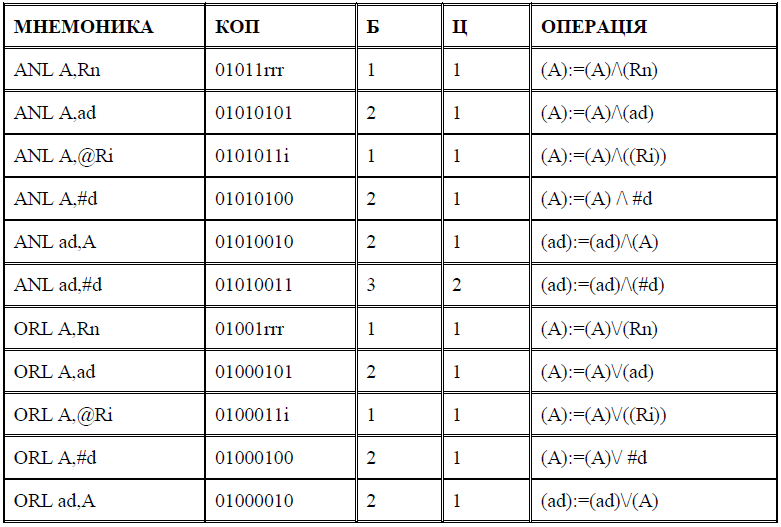 МНЕМОНИКА КОП Б Ц ОПЕРАЦІЯ
ANL A,Rn 01011rrr 1 1 (A):=(A)/\(Rn)
ANL A,ad 01010101 2 1 (A):=(A)/\(ad)
ANL A,@Ri 0101011i 1 1 (A):=(A)/\((Ri))
ANL A,#d 01010100 2 1 (A):=(A) /\ #d
ANL ad,A 01010010 2 1 (ad):=(ad)/\(A)
ANL ad,#d 01010011 3 2 (ad):=(ad)/\(#d)
ORL A,Rn 01001rrr 1 1 (A):=(A)\/(Rn)
ORL A,ad 01000101 2 1 (A):=(A)\/(ad)
ORL A,@Ri 0100011i 1 1 (A):=(A)\/((Ri))
ORL A,#d 01000100 2 1 (A):=(A)\/ #d
ORL ad,A 01000010 2 1 (ad):=(ad)\/(A)